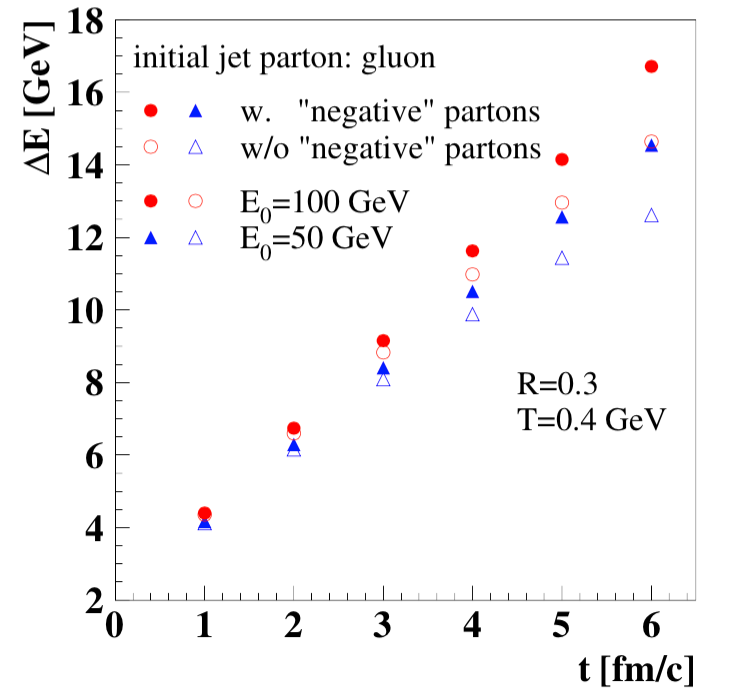 18
16
14
12
10
8
6
4
2
ΔE [GeV]
initial jet parton: gluon
w. "negative" partons
w/o "negative" partons
E₀=100 GeV
E₀=50 GeV
R=0.3
T=0.4 GeV
0 1 2 3 4 5 6
t [fm/c]